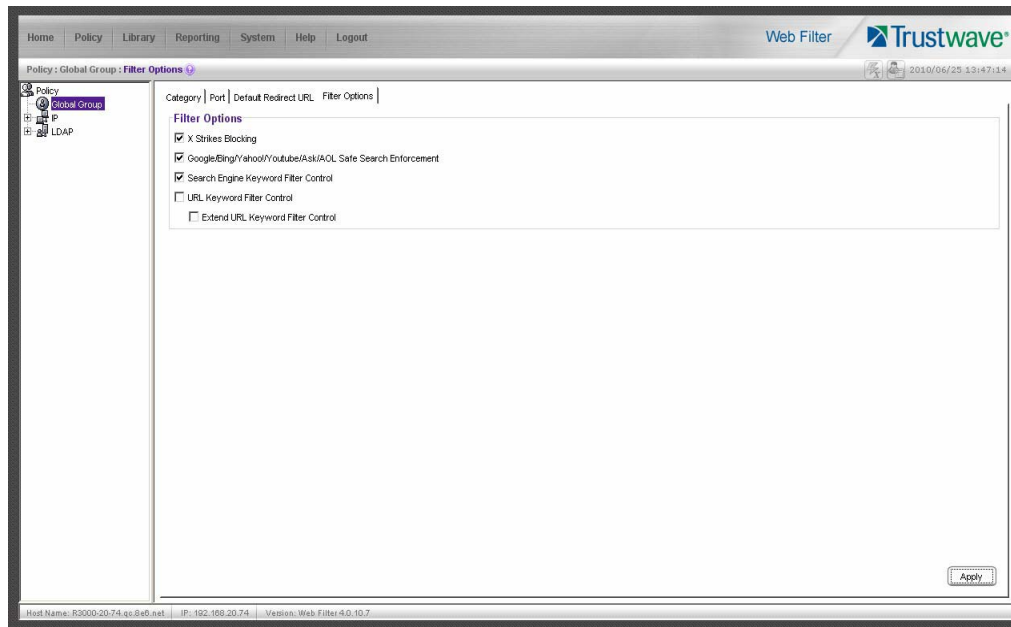 Home Policy Library Reporting System Help Logout
Web Filter
Trustwave®
Policy : Global Group : Filter Options
2010/06/25 13:47:14
Policy
Global Group
IP
LDAP
Category Port Default Redirect URL Filter Options
Filter Options
X Strikes Blocking
Google/Bing/Yahoo!/Youtube/Ask/AOL Safe Search Enforcement
Search Engine Keyword Filter Control
URL Keyword Filter Control
Extend URL Keyword Filter Control
Apply
Host Name: R3000-20-74.qc.8e6.net IP: 192.168.20.74 Version: Web Filter 4.0.10.7